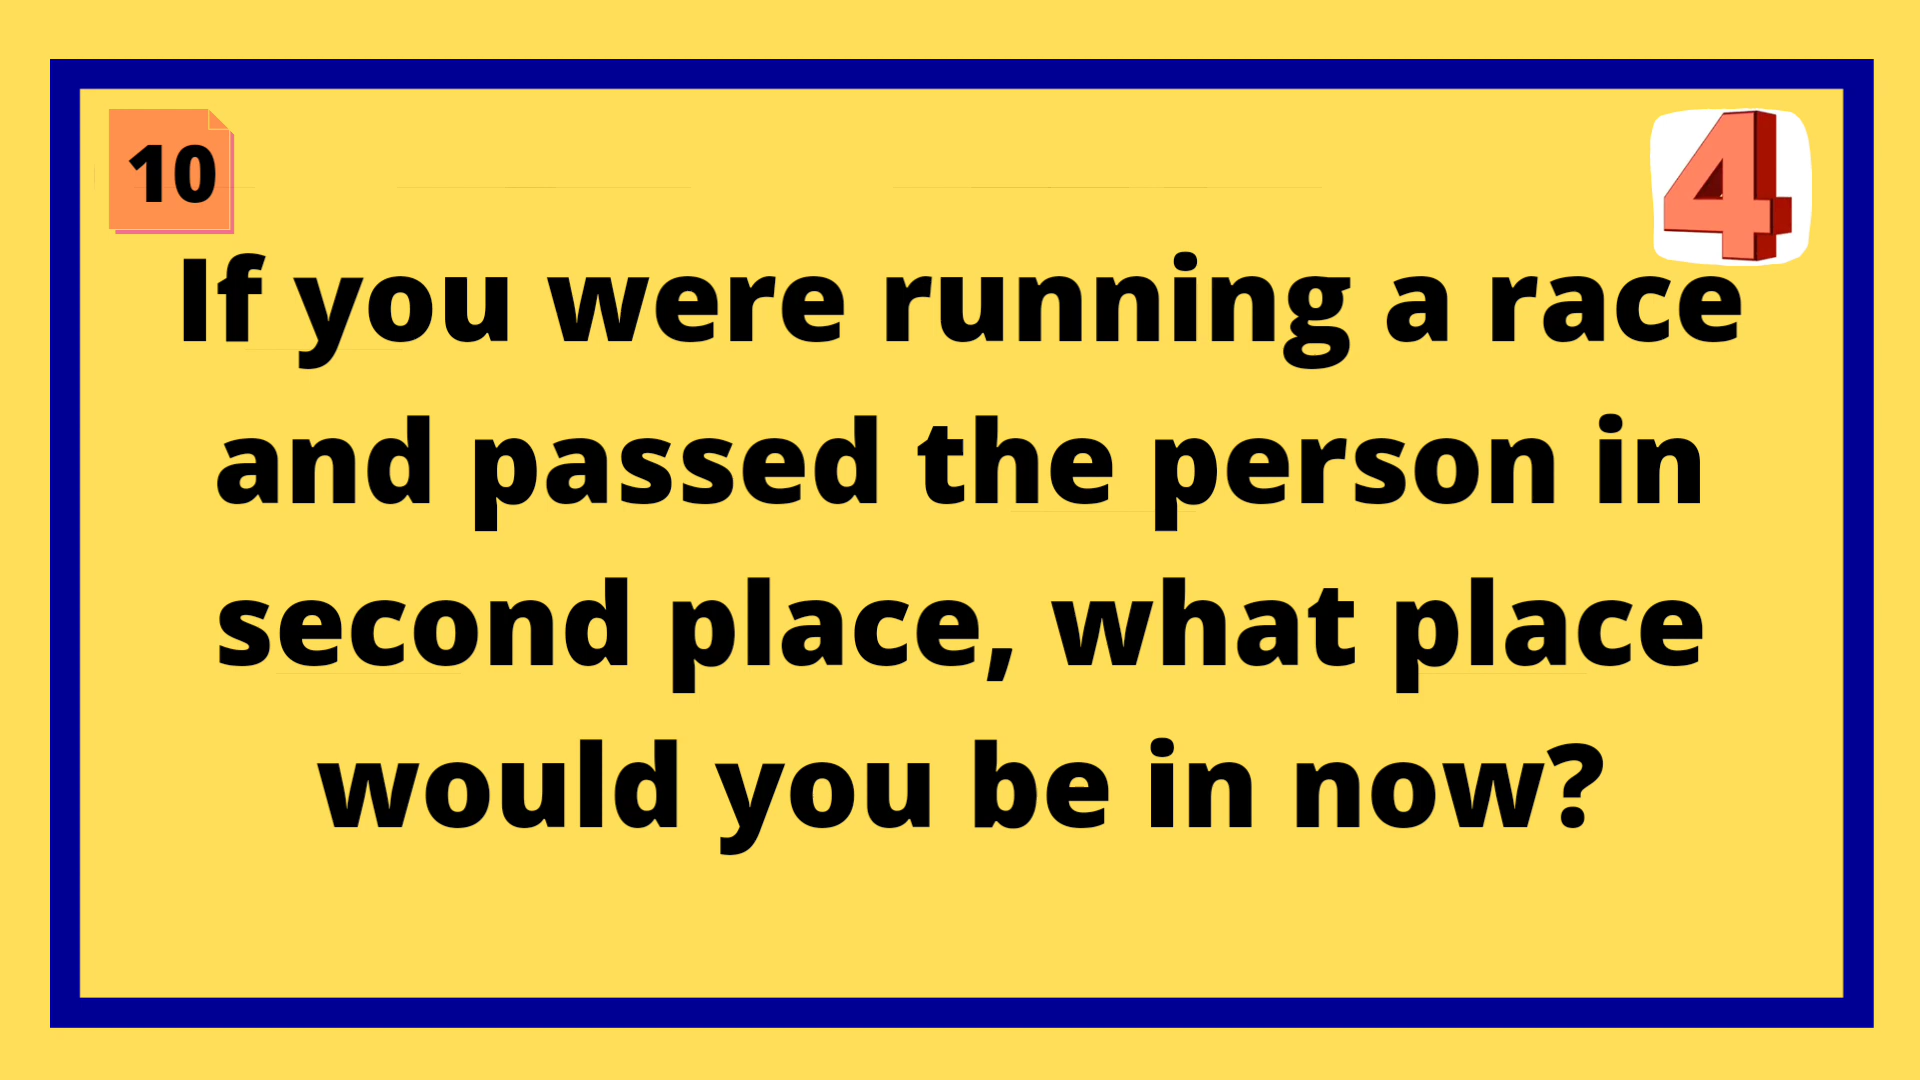 10
4
If you were running a race
and passed the person in
second place, what place
would you be in now?